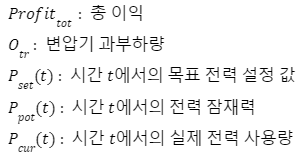 Profit_tot : 총 이익
O_tr : 변압기 과부하량
P_set(t) : 시간 t에서의 목표 전력 설정 값
P_pot(t) : 시간 t에서의 전력 잠재력
P_cur(t) : 시간 t에서의 실제 전력 사용량